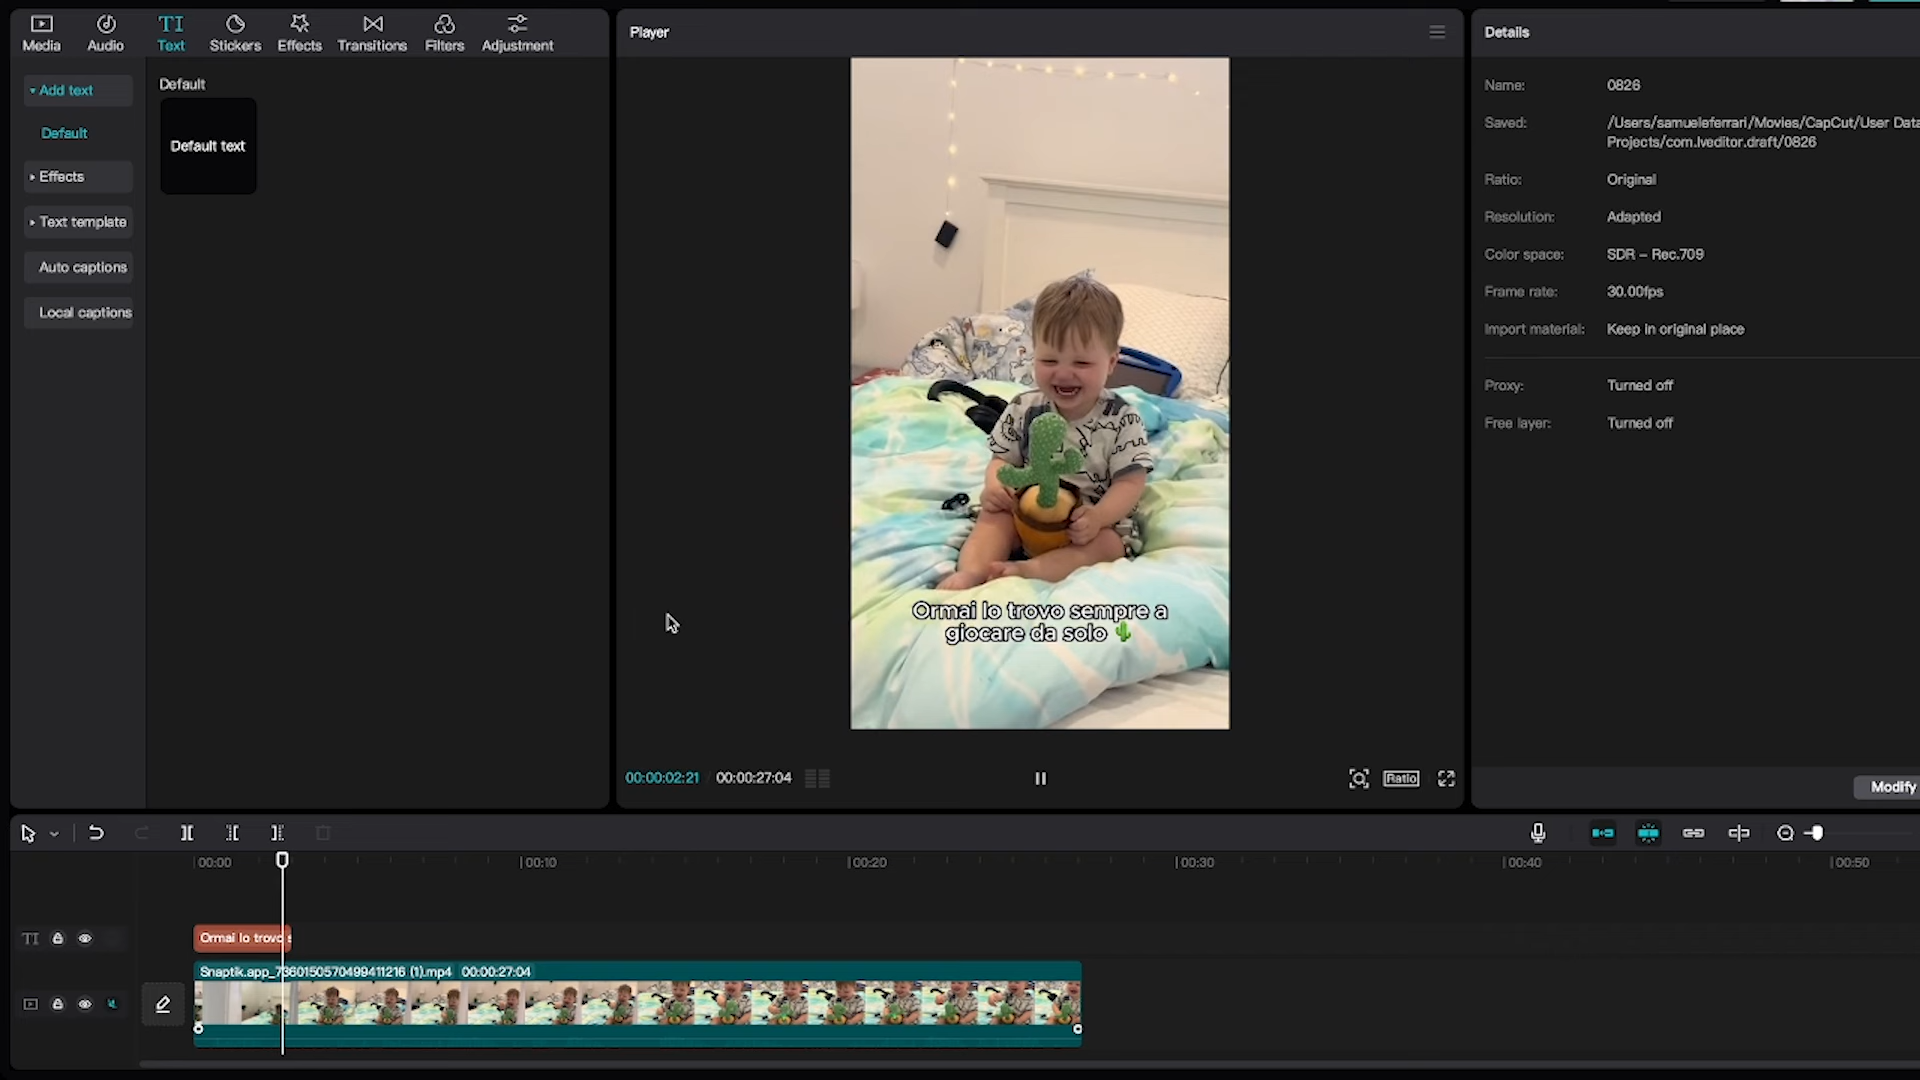 Media
Audio
Text
Stickers
Effects
Transitions
Filters
Adjustment
Add text
Default
Effects
Text template
Auto captions
Local captions
Default
Default text
Player
Ormai lo trovo sempre a
giocare da solo 🌵
00:00:02:21
00:00:27:04
Ratio
Details
Name: 0826
Saved: /Users/samueleferrari/Movies/CapCut/User Data
Projects/com.lveditor.draft/0826
Ratio: Original
Resolution: Adapted
Color space: SDR – Rec.709
Frame rate: 30.00fps
Import material: Keep in original place
Proxy: Turned off
Free layer: Turned off
Modify
00:00
00:10
00:20
00:30
00:40
00:50
TI
Ormai lo trovo s
Snaptik.app_7360150570499411216 (1).mp4 00:00:27:04